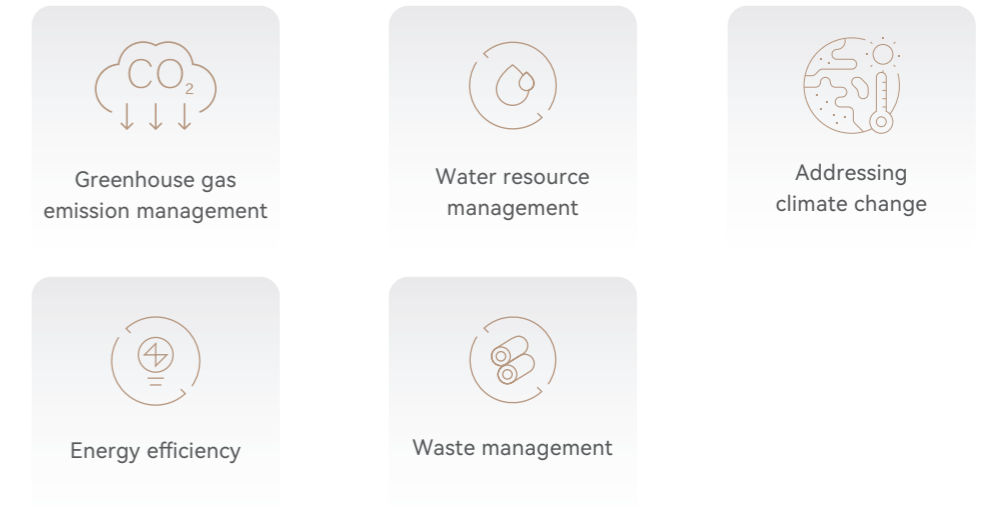 CO2
Greenhouse gas
emission management
Water resource
management
Addressing
climate change
Energy efficiency
Waste management